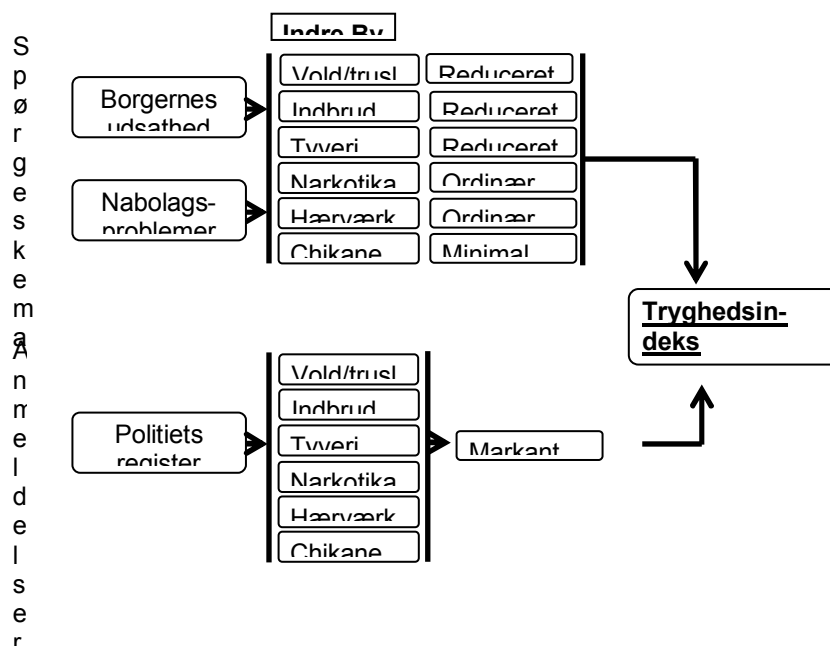 Indre By
Spørgeskema
Borgernes
udsathed
Nabolags-
problemer
Vold/trusl
Reduceret
Indbrud
Reduceret
Tyveri
Reduceret
Narkotika
Ordinær
Hærværk
Ordinær
Chikane
Minimal
Tryghedsin-
deks
Anmeldelser
Politiets
register
Vold/trusl
Indbrud
Tyveri
Narkotika
Hærværk
Chikane
Markant